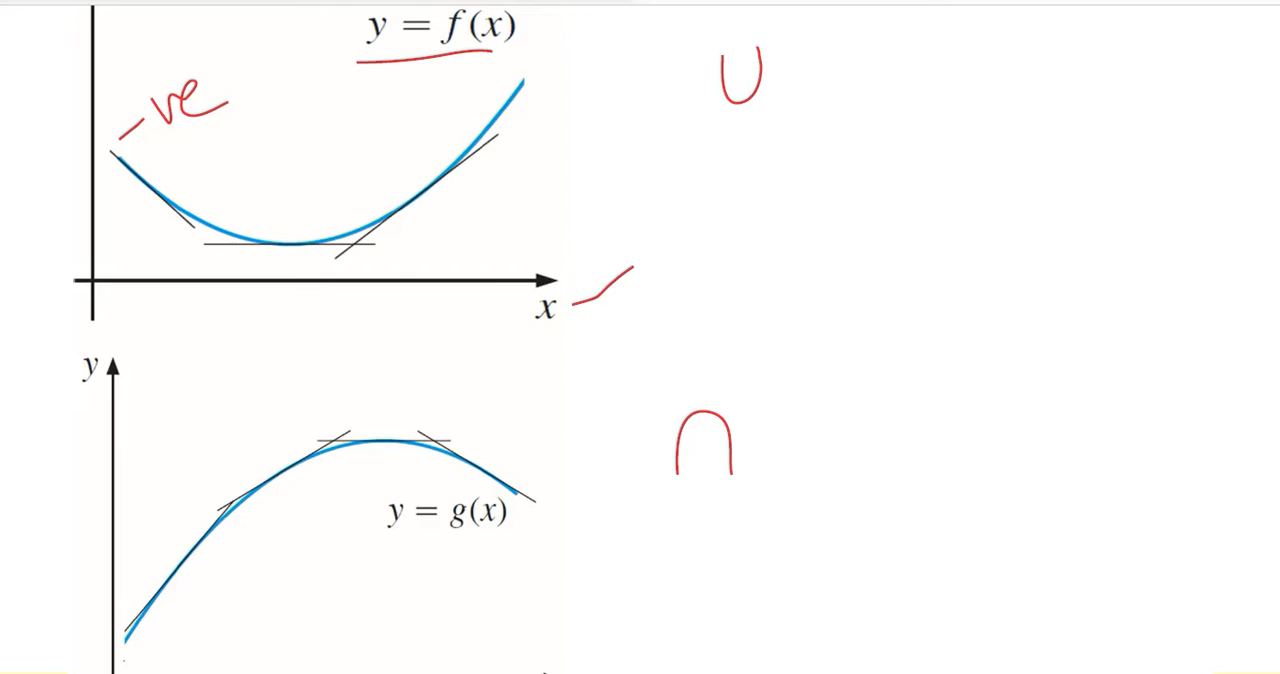 y = f(x)
-ve
x
y
y = g(x)